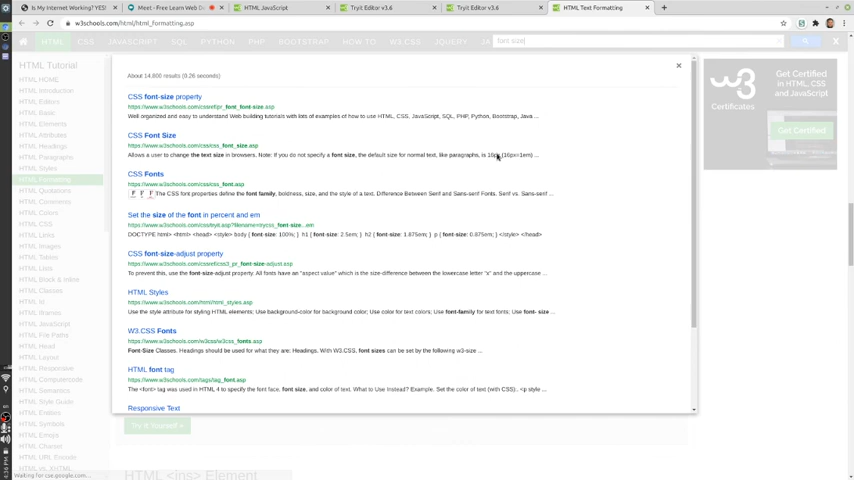 Is My Internet Working? YES!
Meet - Free Learn Web De
HTML JavaScript
Tryit Editor v3.6
Tryit Editor v3.6
HTML Text Formatting
w3schools.com/html/html_formatting.asp
HTML CSS JAVASCRIPT SQL PYTHON PHP BOOTSTRAP HOW TO W3.CSS JQUERY JA
font size
HTML Tutorial
HTML HOME
HTML Introduction
HTML Editors
HTML Basic
HTML Elements
HTML Attributes
HTML Headings
HTML Paragraphs
HTML Styles
HTML Formatting
HTML Quotations
HTML Comments
HTML Colors
HTML CSS
HTML Links
HTML Images
HTML Tables
HTML Lists
HTML Block & Inline
HTML Classes
HTML Id
HTML Iframes
HTML JavaScript
HTML File Paths
HTML Head
HTML Layout
HTML Responsive
HTML Computercode
HTML Semantics
HTML Style Guide
HTML Entities
HTML Symbols
HTML Emojis
HTML Charset
HTML URL Encode
HTML vs. XHTML
Waiting for cse.google.com...
About 14,800 results (0.26 seconds)
CSS font-size property
https://www.w3schools.com/cssref/pr_font_font-size.asp
Well organized and easy to understand Web building tutorials with lots of examples of how to use HTML, CSS, JavaScript, SQL, PHP, Python, Bootstrap, Java ...
CSS Font Size
https://www.w3schools.com/css/css_font_size.asp
Allows a user to change the text size in browsers. Note: If you do not specify a font size, the default size for normal text, like paragraphs, is 16px (16px=1em) ...
CSS Fonts
https://www.w3schools.com/css/css_font.asp
F F F The CSS font properties define the font family, boldness, size, and the style of a text. Difference Between Serif and Sans-serif Fonts. Serif vs. Sans-serif ...
Set the size of the font in percent and em
DOCTYPE html> <html> <head> <style> body { font-size: 100%; } h1 { font-size: 2.5em; } h2 { font-size: 1.875em; } p { font-size: 0.875em; } </style> </head>
CSS font-size-adjust property
https://www.w3schools.com/cssref/css3_pr_font-size-adjust.asp
To prevent this, use the font-size-adjust property. All fonts have an "aspect value" which is the size-difference between the lowercase letter "x" and the uppercase ...
HTML Styles
https://www.w3schools.com/html/html_styles.asp
Use the style attribute for styling HTML elements; Use background-color for background color; Use color for text colors; Use font-family for text fonts; Use font- size ...
W3.CSS Fonts
https://www.w3schools.com/w3css/w3css_fonts.asp
Font-Size Classes. Headings should be used for what they are: Headings. With W3.CSS, font sizes can be set by the following w3-size ...
HTML font tag
https://www.w3schools.com/tags/tag_font.asp
The <font> tag was used in HTML 4 to specify the font face, font size, and color of text. What to Use Instead? Example. Set the color of text (with CSS):. <p style ...
Responsive Text
Try it Yourself »
HTML <ins> Element
w3 schools
Certificates
Get Certified
in HTML, CSS
and JavaScript
Get Certified
4:38 PM